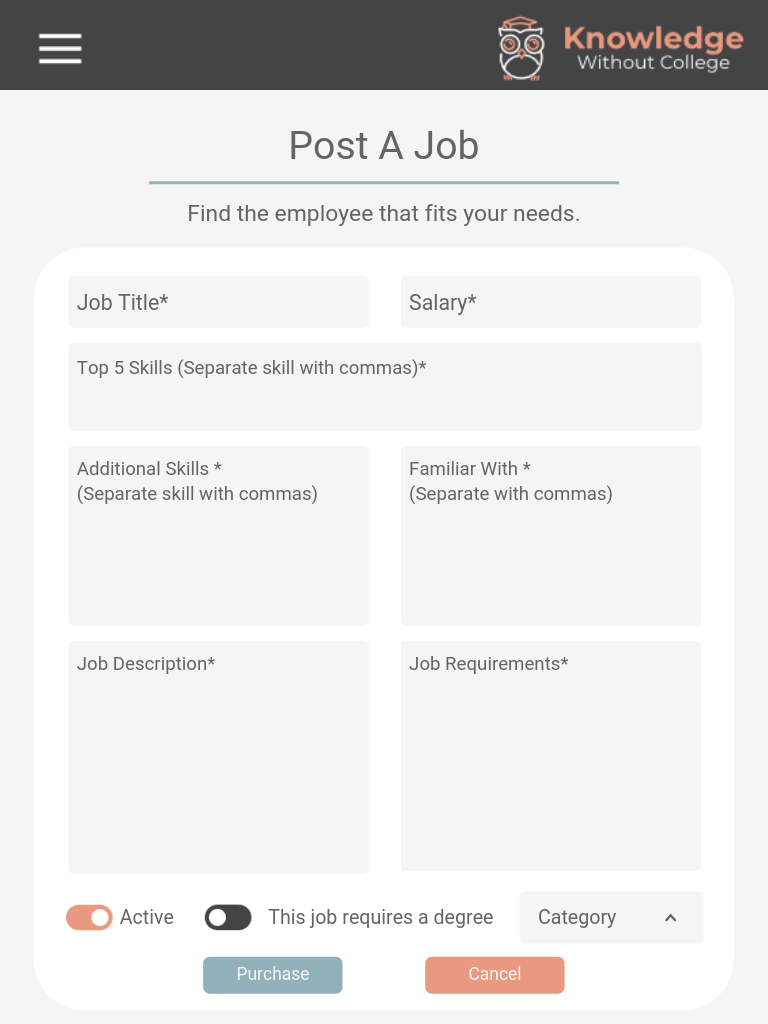 Knowledge
Without College
Post A Job
Find the employee that fits your needs.
Job Title*
Salary*
Top 5 Skills (Separate skill with commas)*
Additional Skills *
(Separate skill with commas)
Familiar With *
(Separate with commas)
Job Description*
Job Requirements*
Active
This job requires a degree
Category
Purchase
Cancel